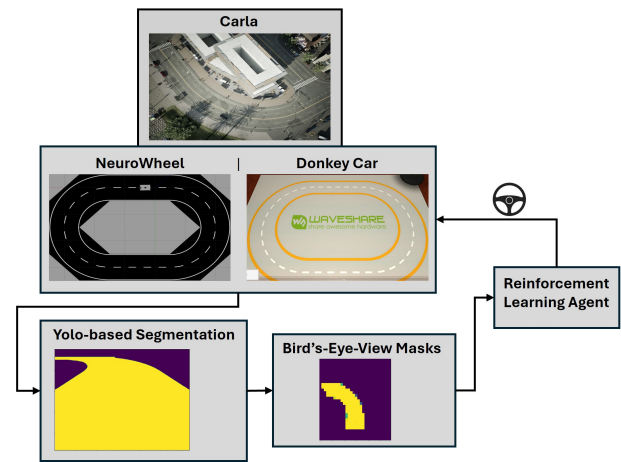 Carla
NeuroWheel | Donkey Car
WAVESHARE
share awesome hardware
Reinforcement
Learning Agent
Yolo-based Segmentation
Bird's-Eye-View Masks